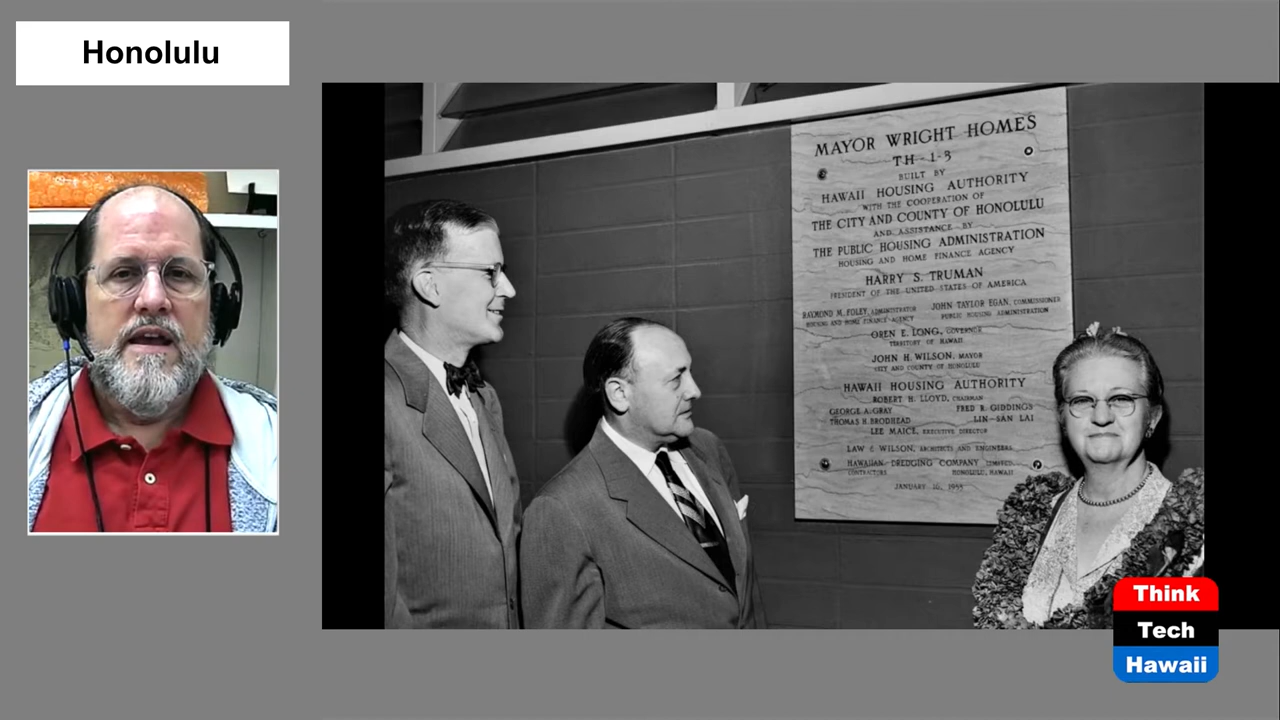 Honolulu
MAYOR WRIGHT HOMES
TH-1-3
BUILT BY
HAWAII HOUSING AUTHORITY
WITH THE COOPERATION OF
THE CITY AND COUNTY OF HONOLULU
AND ASSISTANCE BY
THE PUBLIC HOUSING ADMINISTRATION
HOUSING AND HOME FINANCE AGENCY
HARRY S. TRUMAN
PRESIDENT OF THE UNITED STATES OF AMERICA
RAYMOND M. FOLEY, ADMINISTRATOR JOHN TAYLOR EGAN, COMMISSIONER
HOUSING AND HOME FINANCE AGENCY PUBLIC HOUSING ADMINISTRATION
OREN E. LONG, GOVERNOR
TERRITORY OF HAWAII
JOHN H. WILSON, MAYOR
CITY AND COUNTY OF HONOLULU
HAWAII HOUSING AUTHORITY
ROBERT H. LLOYD, CHAIRMAN
GEORGE A. GRAY FRED R. GIDDINGS
THOMAS H. BRODHEAD LIN-SAN LAI
LEE MAICE, EXECUTIVE DIRECTOR
LAW & WILSON, ARCHITECTS AND ENGINEERS
HAWAIIAN DREDGING COMPANY LIMITED,
CONTRACTORS HONOLULU, HAWAII
JANUARY 16, 1953
Think
Tech
Hawaii